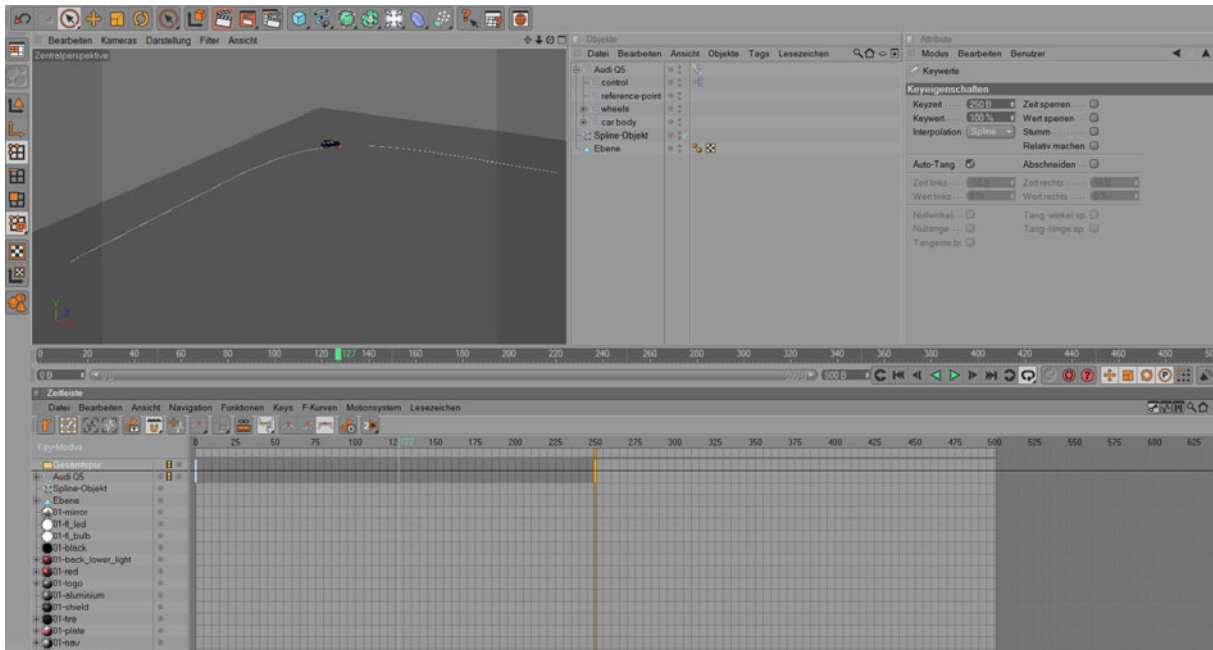 Bearbeiten Kameras Darstellung Filter Ansicht
Zentralperspektive
Y
Z
Objekte
Datei Bearbeiten Ansicht Objekte Tags Lesezeichen
Audi Q5
control
reference-point
wheels
car body
Spline-Objekt
Ebene
Attribute
Modus Bearbeiten Benutzer
Keywerte
Keyeigenschaften
Keyzeit 250 B Zeit sperren
Keywert 100 % Wert sperren
Interpolation Spline Stumm
Relativ machen
Auto-Tang. Abschneiden
Zeit links -10 B Zeit rechts
Wert links 0 % Wert rechts 0 %
Nullwinkel Tang.-winkel sp.
Nullänge Tang.-länge sp.
Tangente br.
0 20 40 60 80 100 120 127 140 160 180 200 220 240 260 280 300 320 340 360 380 400 420 440 460
0 B 500 B
Zeitleiste
Datei Bearbeiten Ansicht Navigation Funktionen Keys F-Kurven Motionsystem Lesezeichen
Key-Modus
0 25 50 75 100 127 150 175 200 225 250 275 300 325 350 375 400 425 450 475 500 525 550 575 600 625
Gesamtspur
Audi Q5
Spline-Objekt
Ebene
01-mirror
01-fl_led
01-fl_bulb
01-black
01-back_lower_light
01-red
01-logo
01-aluminium
01-shield
01-tire
01-plate
01-nav